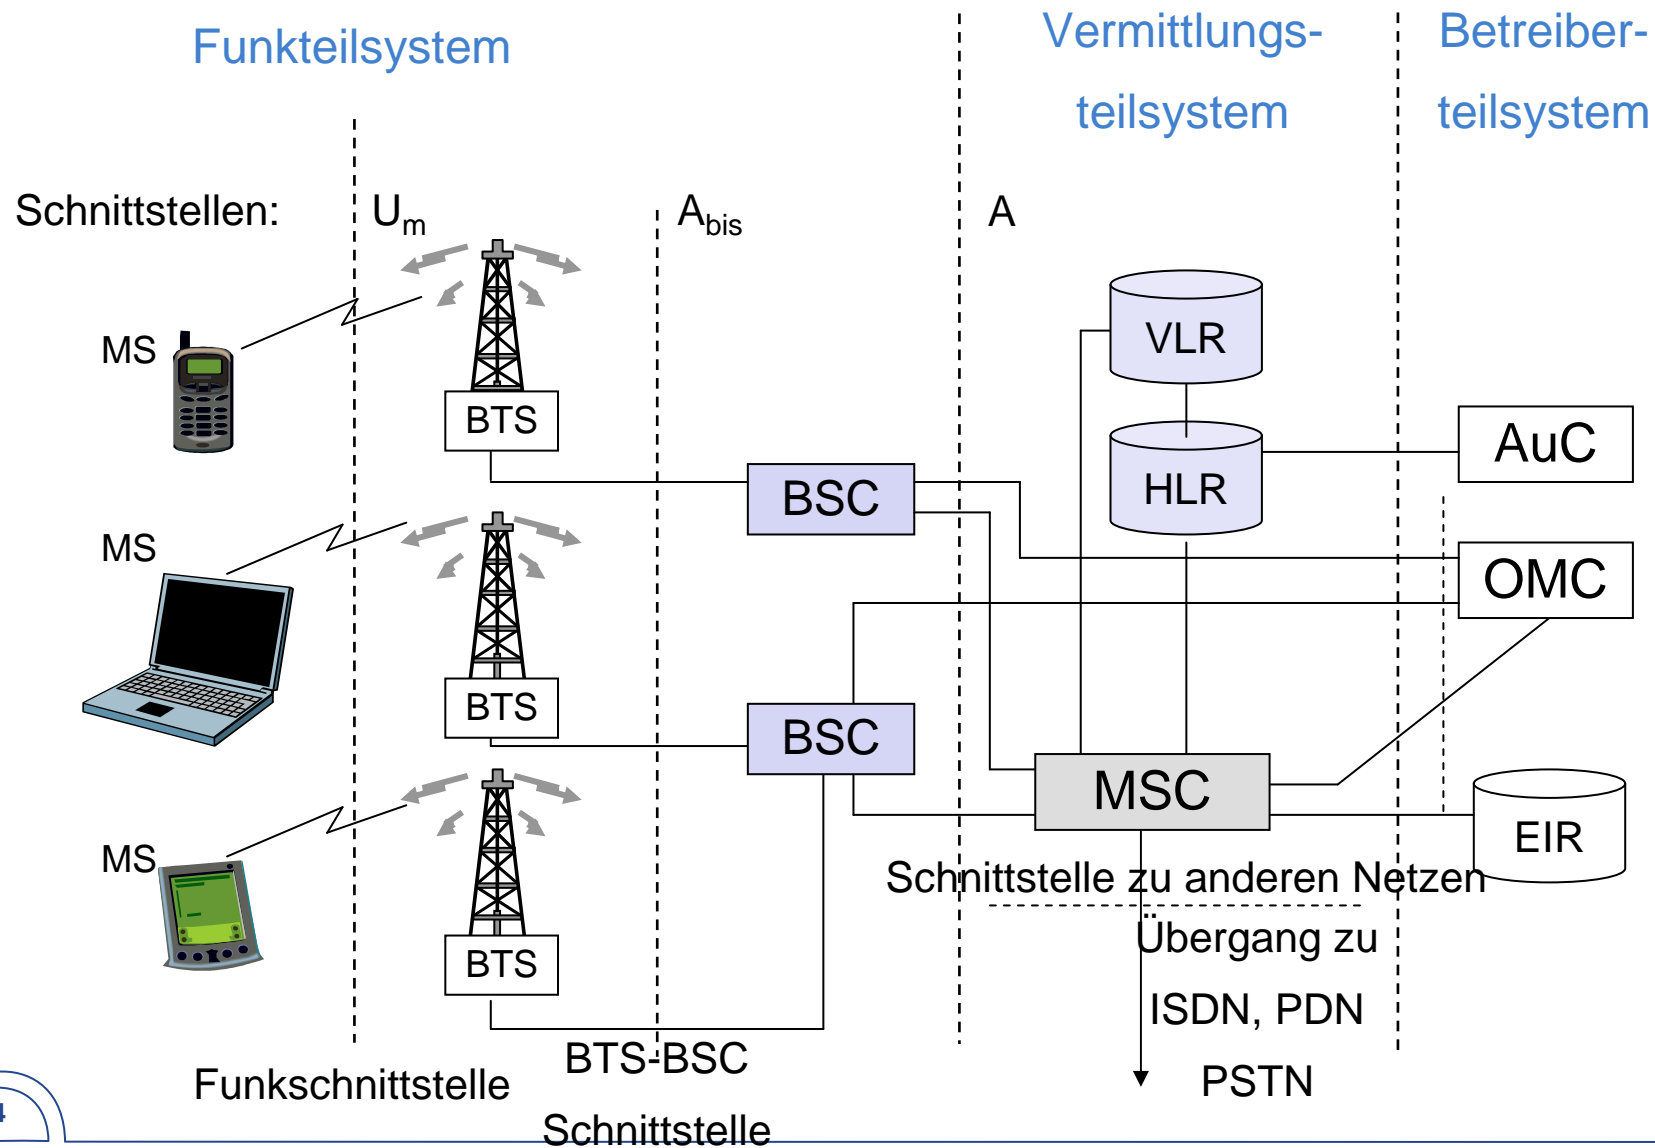 Funkteilsystem
Vermittlungs-
teilsystem
Betreiber-
teilsystem
Schnittstellen:
Um
Abis
A
MS
BTS
VLR
HLR
AuC
BSC
MS
BTS
OMC
BSC
MSC
EIR
MS
BTS
Schnittstelle zu anderen Netzen
Übergang zu
ISDN, PDN
PSTN
Funkschnittstelle
BTS-BSC
Schnittstelle
4